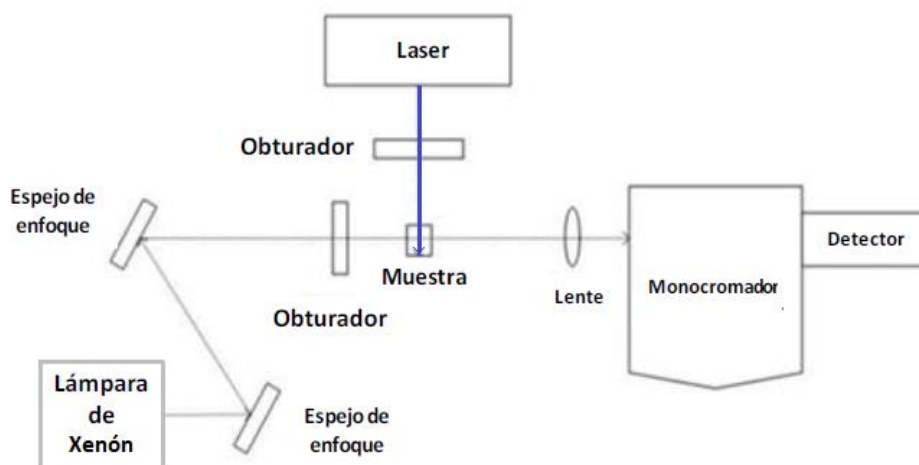 Laser
Obturador
Espejo de
enfoque
Muestra
Obturador
Lente
Monocromador
Detector
Lámpara
de
Xenón
Espejo de
enfoque